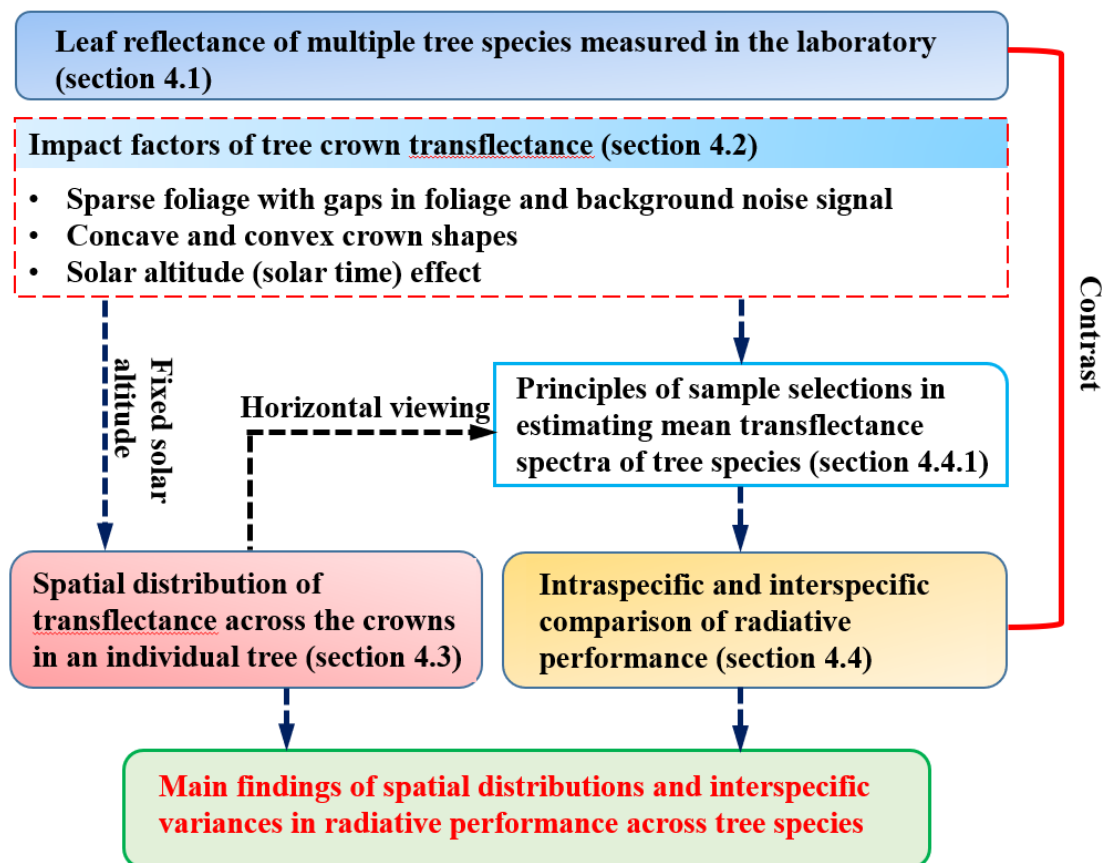 Leaf reflectance of multiple tree species measured in the laboratory
(section 4.1)
Impact factors of tree crown transflectance (section 4.2)
• Sparse foliage with gaps in foliage and background noise signal
• Concave and convex crown shapes
• Solar altitude (solar time) effect
Contrast
Fixed solar
altitude
Horizontal viewing
Principles of sample selections in
estimating mean transflectance
spectra of tree species (section 4.4.1)
Spatial distribution of
transflectance across the crowns
in an individual tree (section 4.3)
Intraspecific and interspecific
comparison of radiative
performance (section 4.4)
Main findings of spatial distributions and interspecific
variances in radiative performance across tree species